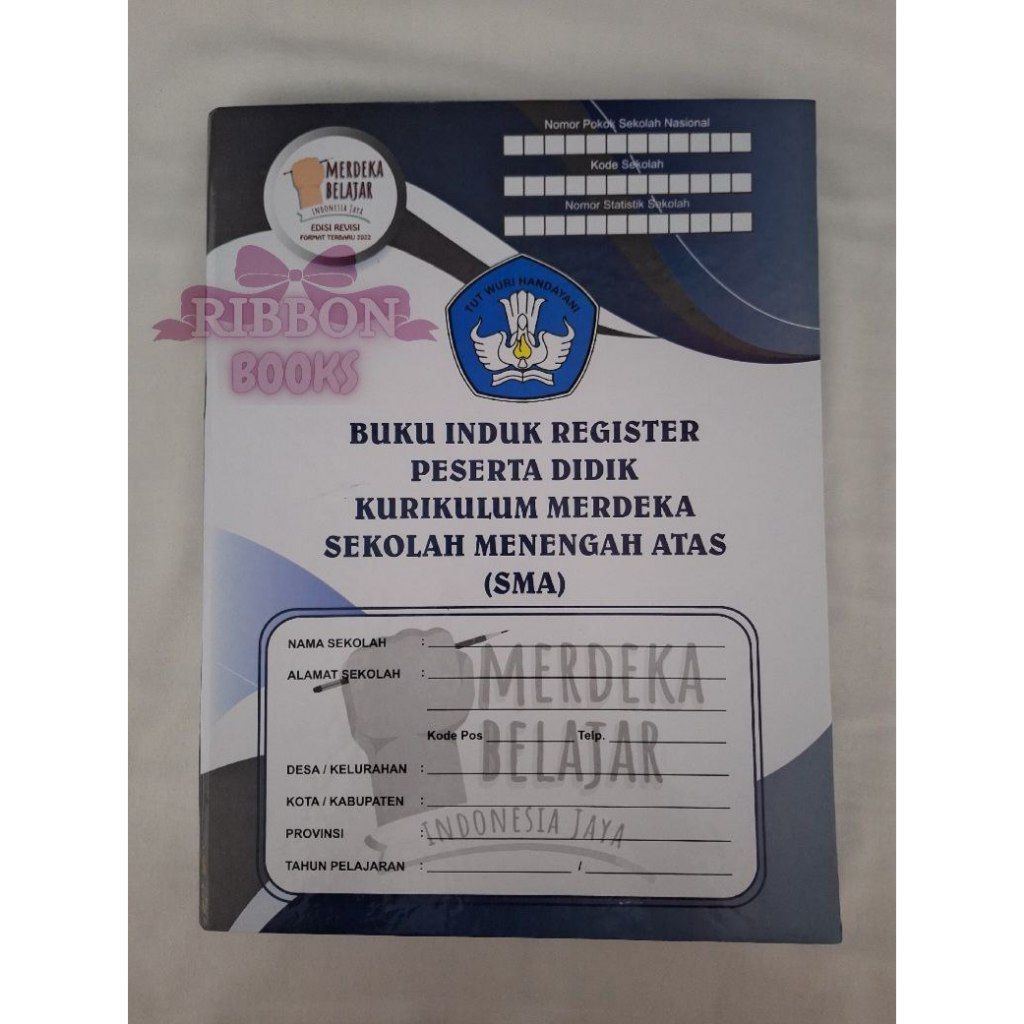 Nomor Pokok Sekolah Nasional
Kode Sekolah
Nomor Statistik Sekolah
MERDEKA
BELAJAR
INDONESIA JAYA
EDISI REVISI
FORMAT TERBARU 2022
RIBBON
BOOKS
TUT WURI HANDAYANI
BUKU INDUK REGISTER
PESERTA DIDIK
KURIKULUM MERDEKA
SEKOLAH MENENGAH ATAS
(SMA)
NAMA SEKOLAH :
ALAMAT SEKOLAH :
Kode Pos Telp.
DESA / KELURAHAN :
KOTA / KABUPATEN :
PROVINSI :
TAHUN PELAJARAN : /
MERDEKA
BELAJAR
INDONESIA JAYA